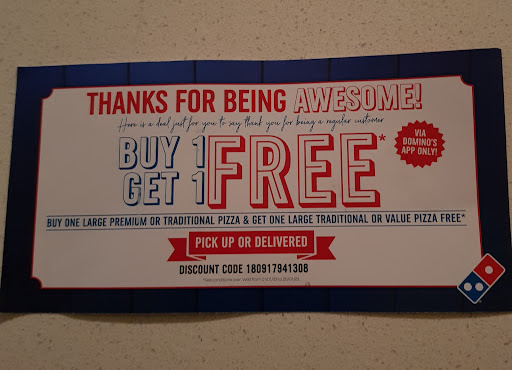 THANKS FOR BEING AWESOME!
Here is a deal just for you to say thank you for being a regular customer
BUY 1
GET 1
FREE*
VIA
DOMINO'S
APP ONLY!
BUY ONE LARGE PREMIUM OR TRADITIONAL PIZZA & GET ONE LARGE TRADITIONAL OR VALUE PIZZA FREE*
PICK UP OR DELIVERED
DISCOUNT CODE 180917941308